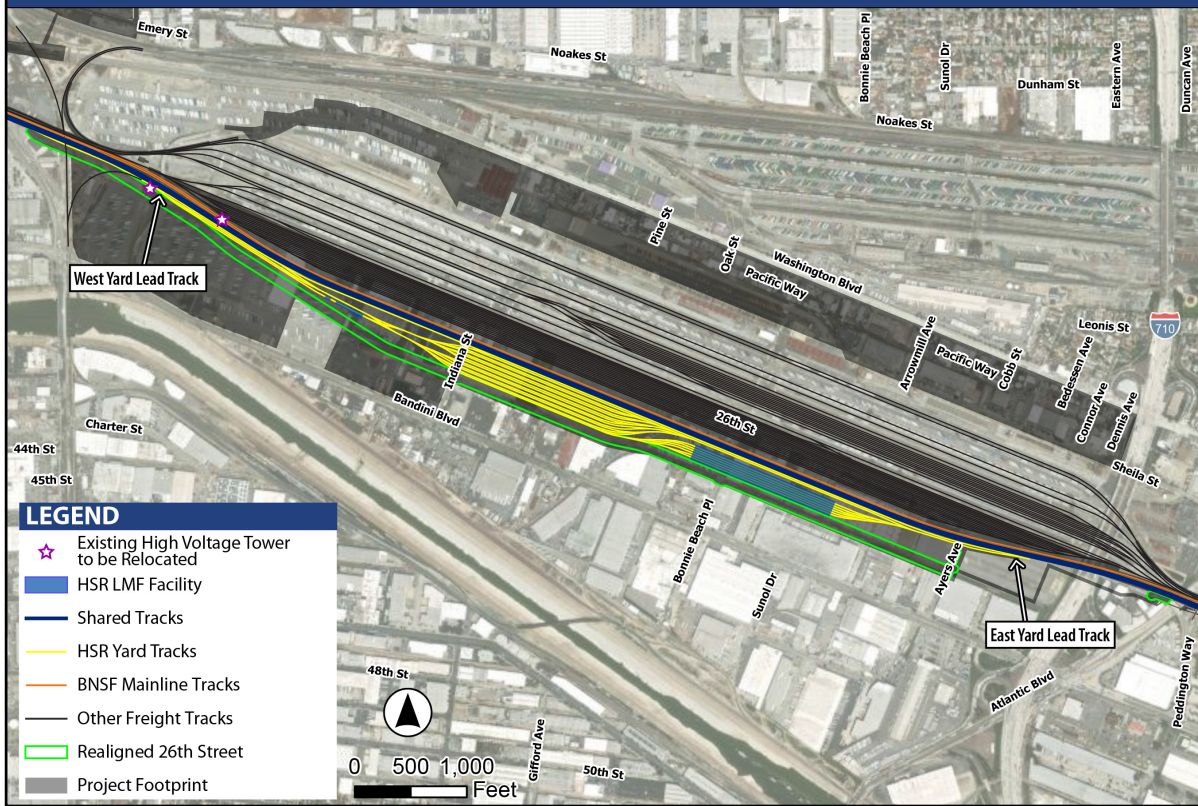 Emery St
Noakes St
Bonnie Beach Pl
Sunol Dr
Dunham St
Eastern Ave
Duncan Ave
Noakes St
West Yard Lead Track
Pine St
Oak St
Washington Blvd
Pacific Way
Arrowmill Ave
Pacific Way
Cobb St
Leonis St
710
Bedessen Ave
Connor Ave
Dennis Ave
Sheila St
Indiana St
Bandini Blvd
26th St
Charter St
44th St
45th St
Bonnie Beach Pl
Sunol Dr
Ayers Ave
East Yard Lead Track
Atlantic Blvd
Peddington Way
48th St
Gifford Ave
50th St
LEGEND
Existing High Voltage Tower
to be Relocated
HSR LMF Facility
Shared Tracks
HSR Yard Tracks
BNSF Mainline Tracks
Other Freight Tracks
Realigned 26th Street
Project Footprint
0 500 1,000
Feet